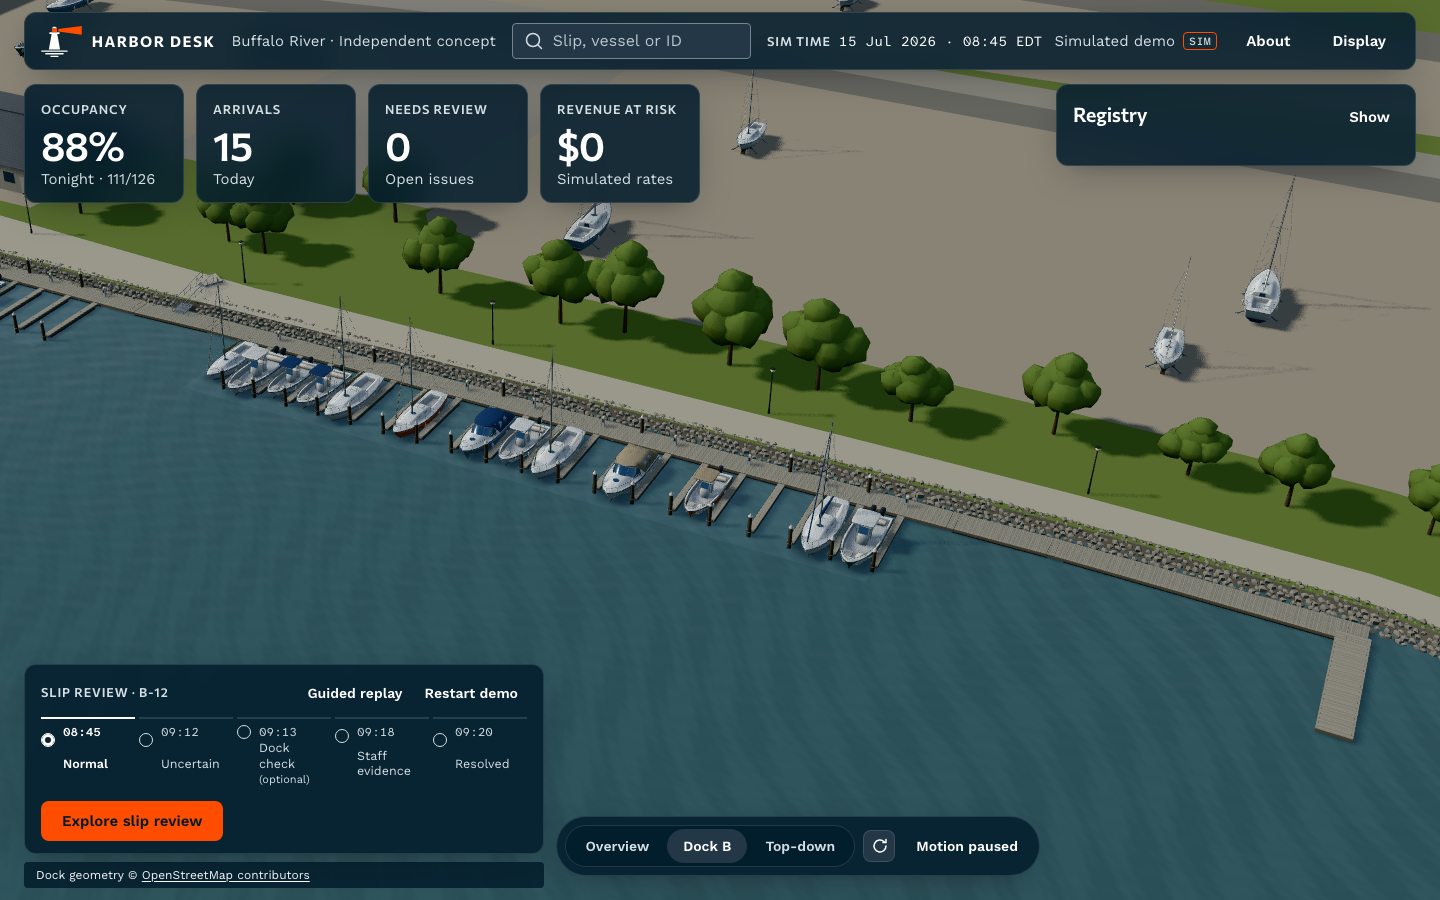 HARBOR DESK
Buffalo River · Independent concept
Slip, vessel or ID
SIM TIME 15 Jul 2026 · 08:45 EDT
Simulated demo SIM
About
Display
OCCUPANCY
88%
Tonight · 111/126
ARRIVALS
15
Today
NEEDS REVIEW
0
Open issues
REVENUE AT RISK
$0
Simulated rates
Registry
Show
SLIP REVIEW · B-12
Guided replay
Restart demo
08:45
Normal
09:12
Uncertain
09:13
Dock
check
(optional)
09:18
Staff
evidence
09:20
Resolved
Explore slip review
Dock geometry © OpenStreetMap contributors
Overview
Dock B
Top-down
Motion paused